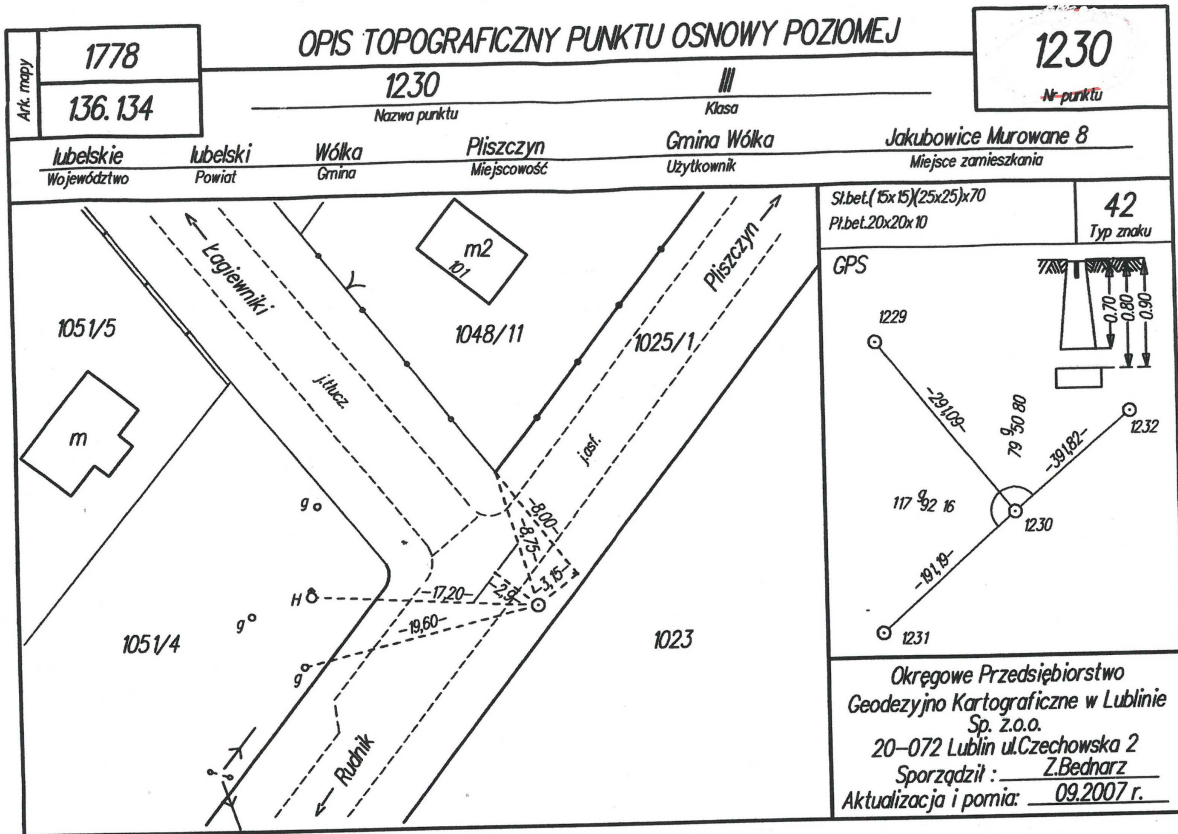 Ark. mapy
1778
136.134
OPIS TOPOGRAFICZNY PUNKTU OSNOWY POZIOMEJ
1230
Nazwa punktu
III
Klasa
1230
Nr punktu
lubelskie
Województwo
lubelski
Powiat
Wólka
Gmina
Pliszczyn
Miejscowość
Gmina Wólka
Użytkownik
Jakubowice Murowane 8
Miejsce zamieszkania
Łagiewniki
m2
101
Pliszczyn
1051/5
1048/11
1025/1
j.tłucz.
m
j.asf.
g
-8,00-
-8,75-
-3,15-
-2,9-
H
-17,20-
g
-19,60-
1051/4
g
1023
Rudnik
Sł.bet.(15x15)(25x25)x70
Pł.bet.20x20x10
42
Typ znaku
GPS
0.70
0.80
0.90
1229
-291,09-
79 g 50 80
1232
-391,82-
117 g 92 16
1230
-191,19-
1231
Okręgowe Przedsiębiorstwo
Geodezyjno Kartograficzne w Lublinie
Sp. z.o.o.
20-072 Lublin ul.Czechowska 2
Sporządził : Z.Bednarz
Aktualizacja i pomia: 09.2007 r.